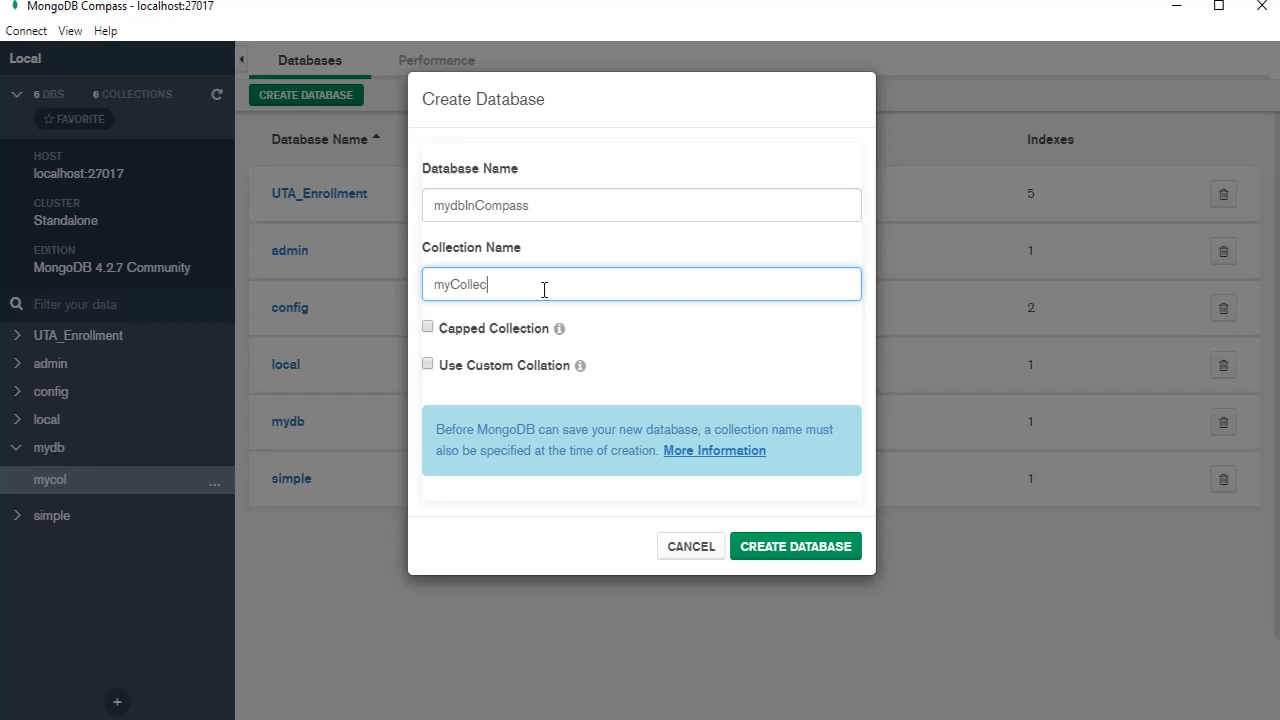 MongoDB Compass - localhost:27017
Connect View Help
Local
6 DBS 6 COLLECTIONS
FAVORITE
HOST
localhost:27017
CLUSTER
Standalone
EDITION
MongoDB 4.2.7 Community
Filter your data
UTA_Enrollment
admin
config
local
mydb
mycol ...
simple
Databases Performance
CREATE DATABASE
Database Name Indexes
UTA_Enrollment 5
admin 1
config 2
local 1
mydb 1
simple 1
Create Database
Database Name
mydbInCompass
Collection Name
myCollec
Capped Collection
Use Custom Collation
Before MongoDB can save your new database, a collection name must
also be specified at the time of creation. More Information
CANCEL CREATE DATABASE